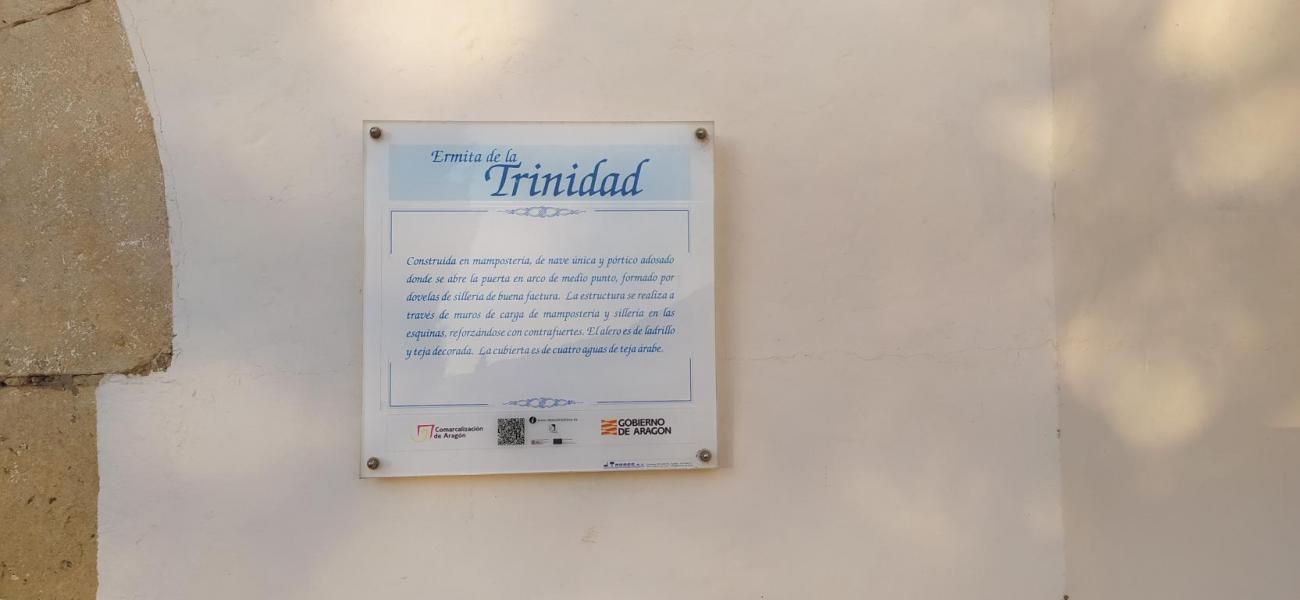 Ermita de la
Trinidad
Construida en mampostería, de nave única y pórtico adosado
donde se abre la puerta en arco de medio punto, formado por
dovelas de sillería de buena factura. La estructura se realiza a
través de muros de carga de mampostería y sillería en las
esquinas, reforzándose con contrafuertes. El alero es de ladrillo
y teja decorada. La cubierta es de cuatro aguas de teja árabe.
Comarcalización
de Aragón
GOBIERNO
DE ARAGON